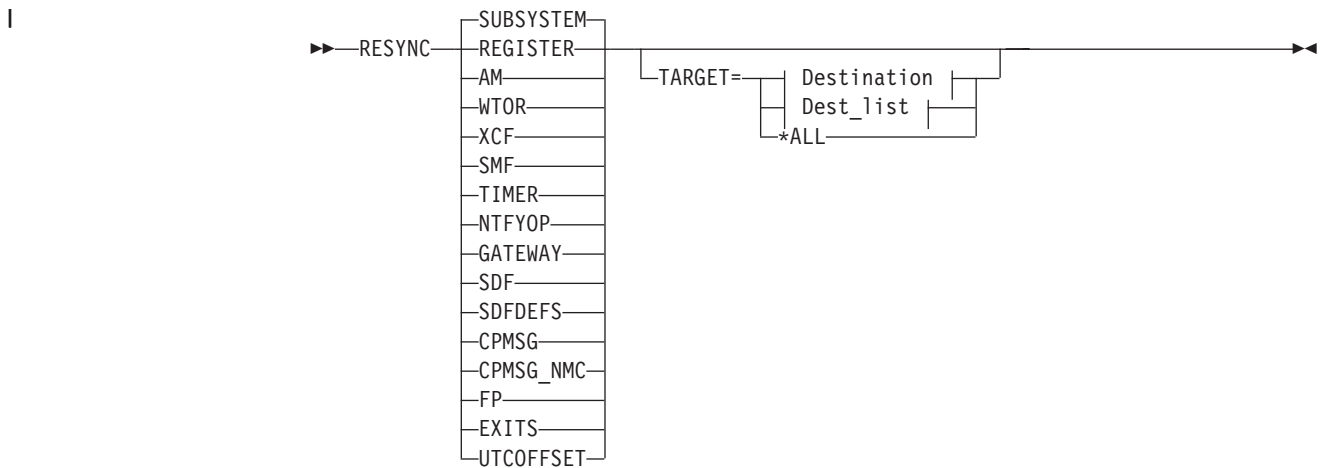 SUBSYSTEM
RESYNC REGISTER
AM TARGET= Destination
WTOR Dest_list
XCF *ALL
SMF
TIMER
NTFYOP
GATEWAY
SDF
SDFDEFS
CPMSG
CPMSG_NMC
FP
EXITS
UTCOFFSET